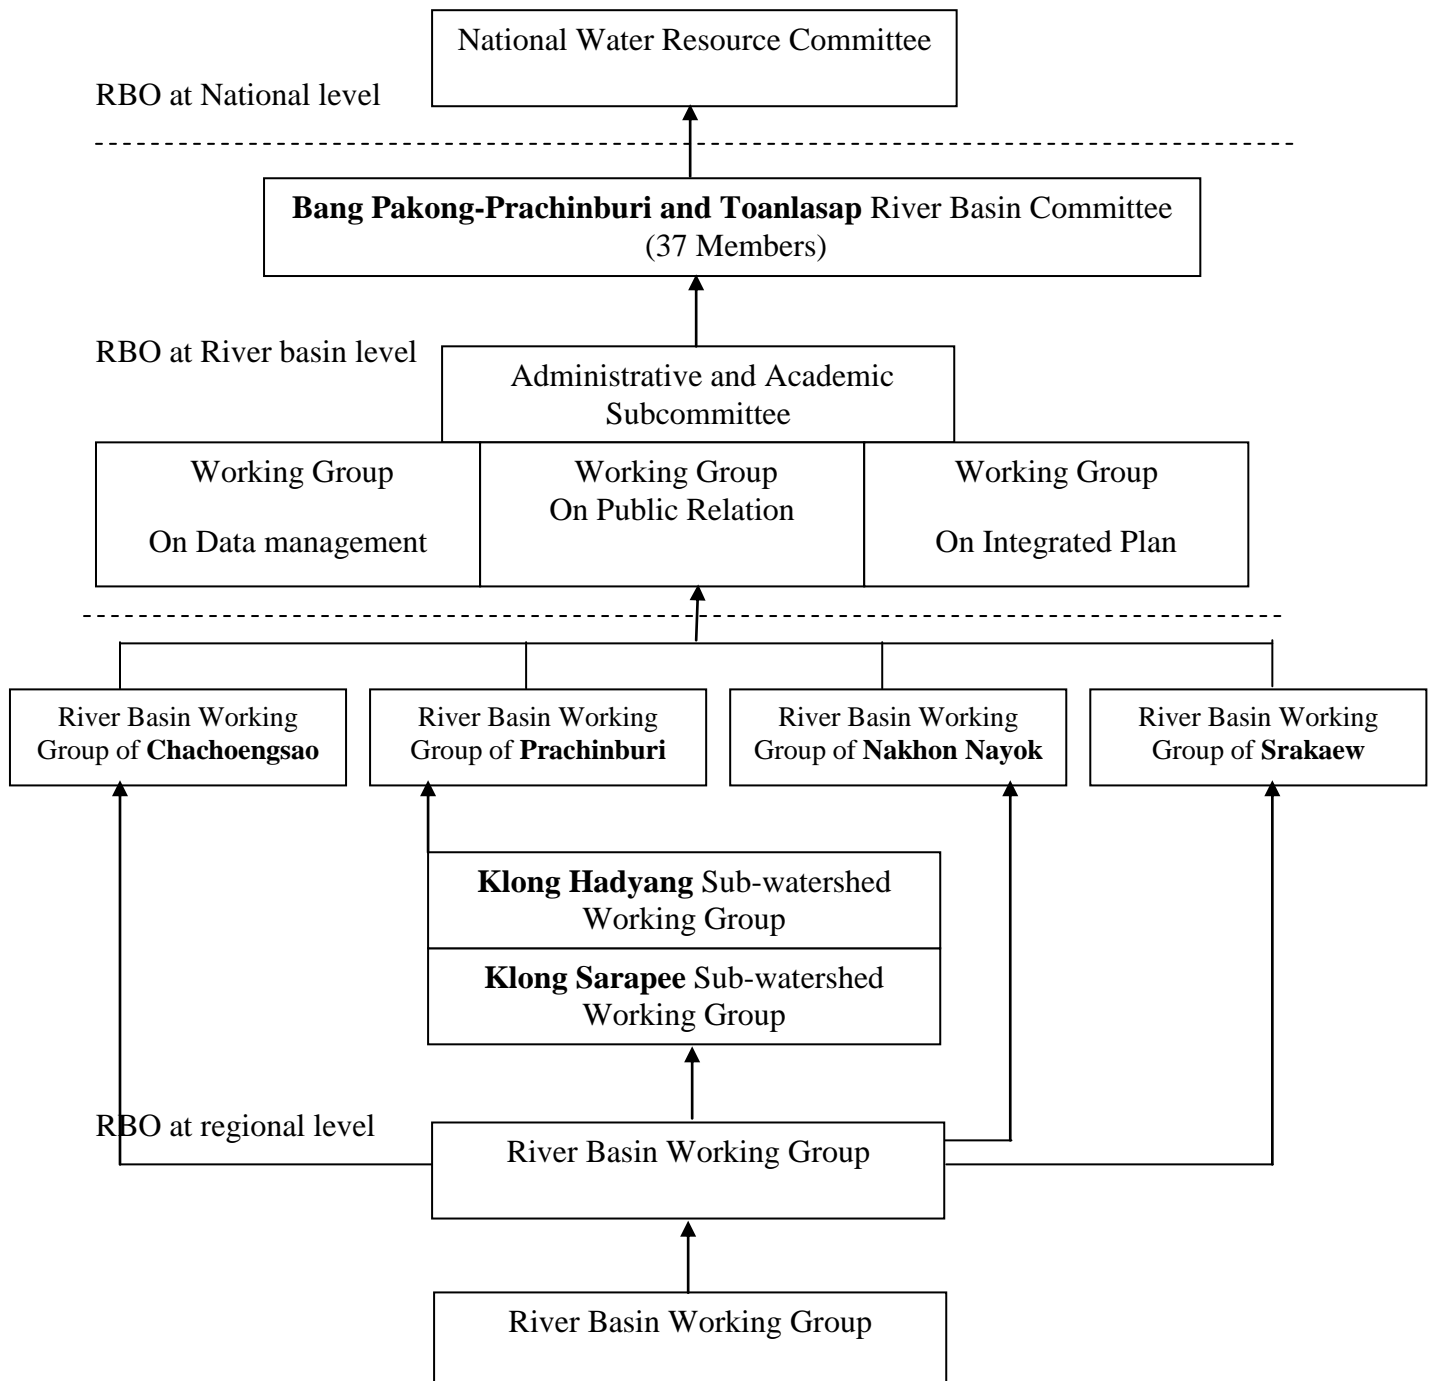 National Water Resource Committee
RBO at National level
Bang Pakong-Prachinburi and Toanlasap River Basin Committee
(37 Members)
RBO at River basin level
Administrative and Academic
Subcommittee
Working Group
On Data management
Working Group
On Public Relation
Working Group
On Integrated Plan
River Basin Working
Group of Chachoengsao
River Basin Working
Group of Prachinburi
River Basin Working
Group of Nakhon Nayok
River Basin Working
Group of Srakaew
Klong Hadyang Sub-watershed
Working Group
Klong Sarapee Sub-watershed
Working Group
RBO at regional level
River Basin Working Group
River Basin Working Group